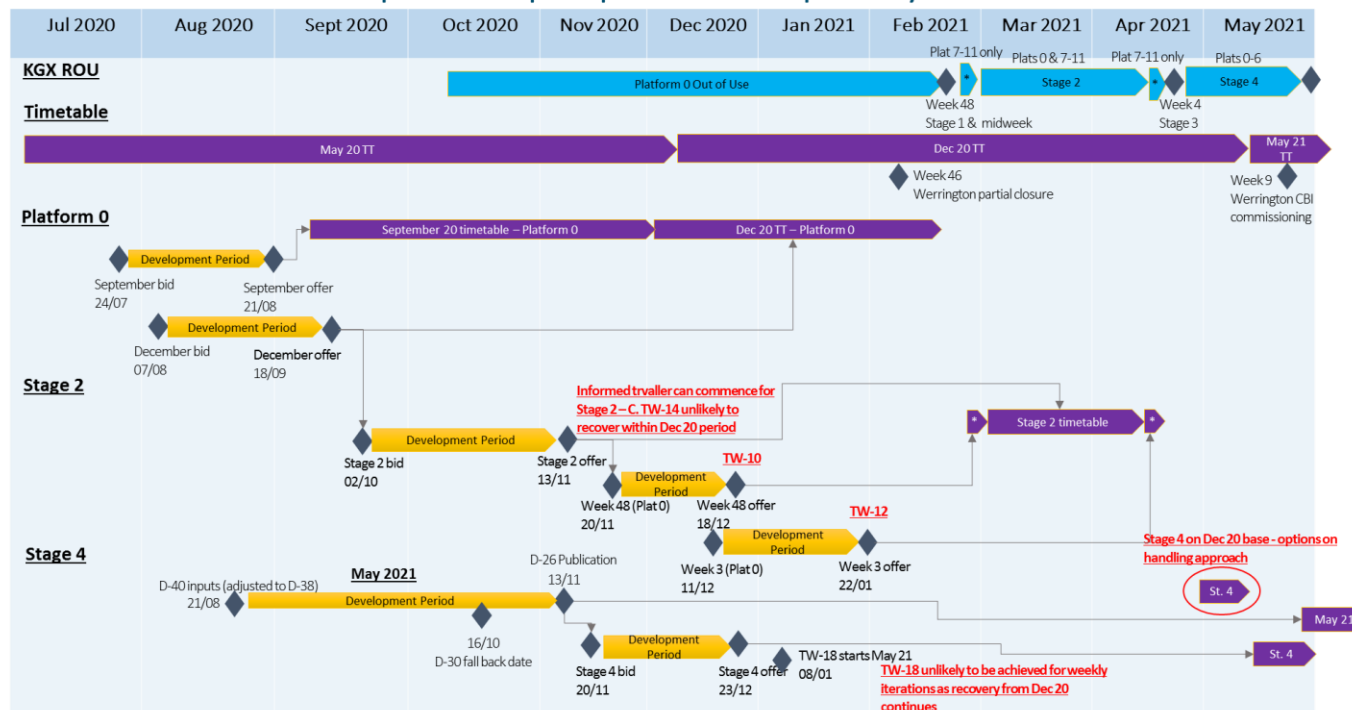 Jul 2020 Aug 2020 Sept 2020 Oct 2020 Nov 2020 Dec 2020 Jan 2021 Feb 2021 Mar 2021 Apr 2021 May 2021
KGX ROU
Plat 7-11 only
Plats 0 & 7-11
Plat 7-11 only
Plats 0-6
Platform 0 Out of Use
*
Stage 2
*
Stage 4
Week 48
Stage 1 & midweek
Week 4
Stage 3
Timetable
May 20 TT
Dec 20 TT
May 21
TT
Week 46
Werrington partial closure
Week 9
Werrington CBI
commissioning
Platform 0
September 20 timetable – Platform 0
Dec 20 TT – Platform 0
Development Period
September bid
24/07
September offer
21/08
Development Period
December bid
07/08
December offer
18/09
Stage 2
Informed trvaller can commence for
Stage 2 – C. TW-14 unlikely to
recover within Dec 20 period
*
Stage 2 timetable
*
Development Period
Stage 2 bid
02/10
Stage 2 offer
13/11
TW-10
Development
Period
Week 48 (Plat 0)
20/11
Week 48 offer
18/12
TW-12
Development
Period
Week 3 (Plat 0)
11/12
Week 3 offer
22/01
Stage 4 on Dec 20 base - options on
handling approach
St. 4
Stage 4
D-26 Publication
13/11
May 2021
D-40 inputs (adjusted to D-38)
21/08
Development Period
16/10
D-30 fall back date
May 21
Development
Period
Stage 4 bid
20/11
Stage 4 offer
23/12
TW-18 starts May 21
08/01
St. 4
TW-18 unlikely to be achieved for weekly
iterations as recovery from Dec 20
continues